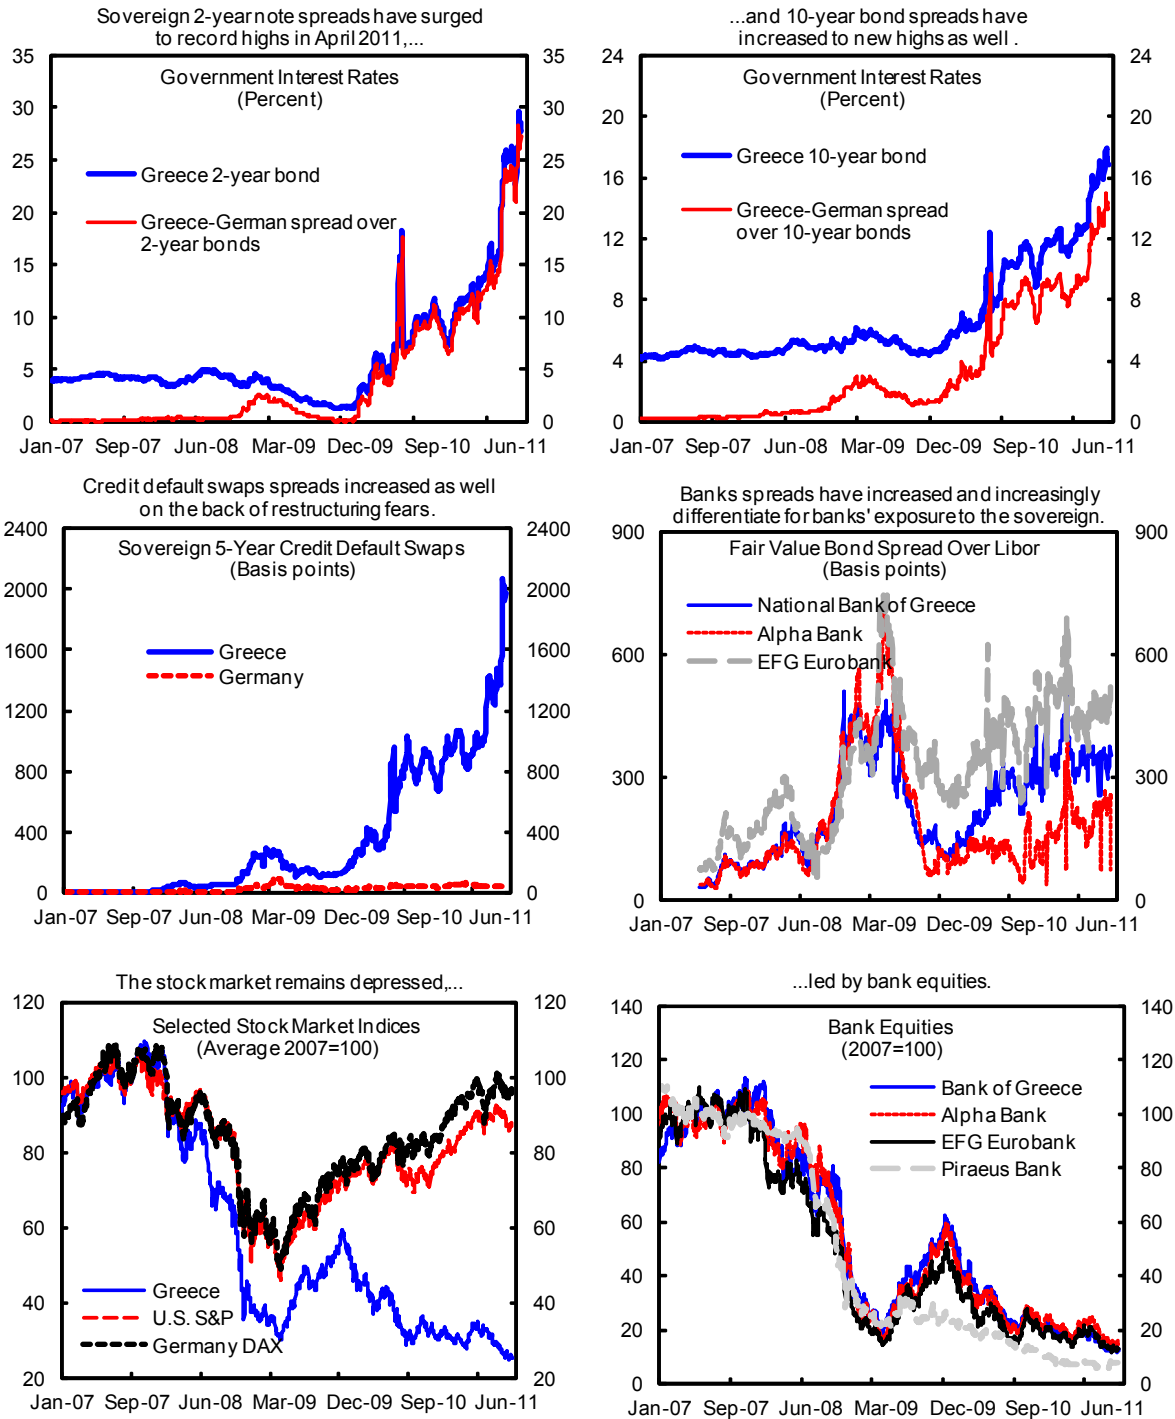 Sovereign 2-year note spreads have surged
to record highs in April 2011,...
35 35
Government Interest Rates
(Percent)
30 30
25 25
Greece 2-year bond
20 20
Greece-German spread over
2-year bonds
15 15
10 10
5 5
0 0
Jan-07 Sep-07 Jun-08 Mar-09 Dec-09 Sep-10 Jun-11
...and 10-year bond spreads have
increased to new highs as well .
24 24
Government Interest Rates
(Percent)
20 20
Greece 10-year bond
16 16
Greece-German spread
over 10-year bonds
12 12
8 8
4 4
0 0
Jan-07 Sep-07 Jun-08 Mar-09 Dec-09 Sep-10 Jun-11
Credit default swaps spreads increased as well
on the back of restructuring fears.
2400 2400
Sovereign 5-Year Credit Default Swaps
(Basis points)
2000 2000
1600 1600
Greece
Germany
1200 1200
800 800
400 400
0 0
Jan-07 Sep-07 Jun-08 Mar-09 Dec-09 Sep-10 Jun-11
Banks spreads have increased and increasingly
differentiate for banks' exposure to the sovereign.
900 900
Fair Value Bond Spread Over Libor
(Basis points)
National Bank of Greece
Alpha Bank
EFG Eurobank
600 600
300 300
0 0
Jan-07 Sep-07 Jun-08 Mar-09 Dec-09 Sep-10 Jun-11
The stock market remains depressed,...
120 120
Selected Stock Market Indices
(Average 2007=100)
100 100
80 80
60 60
Greece
40 40
U.S. S&P
Germany DAX
20 20
Jan-07 Sep-07 Jun-08 Mar-09 Dec-09 Sep-10 Jun-11
...led by bank equities.
140 140
Bank Equities
(2007=100)
120 120
Bank of Greece
100 100
Alpha Bank
EFG Eurobank
80 80
Piraeus Bank
60 60
40 40
20 20
0 0
Jan-07 Sep-07 Jun-08 Mar-09 Dec-09 Sep-10 Jun-11